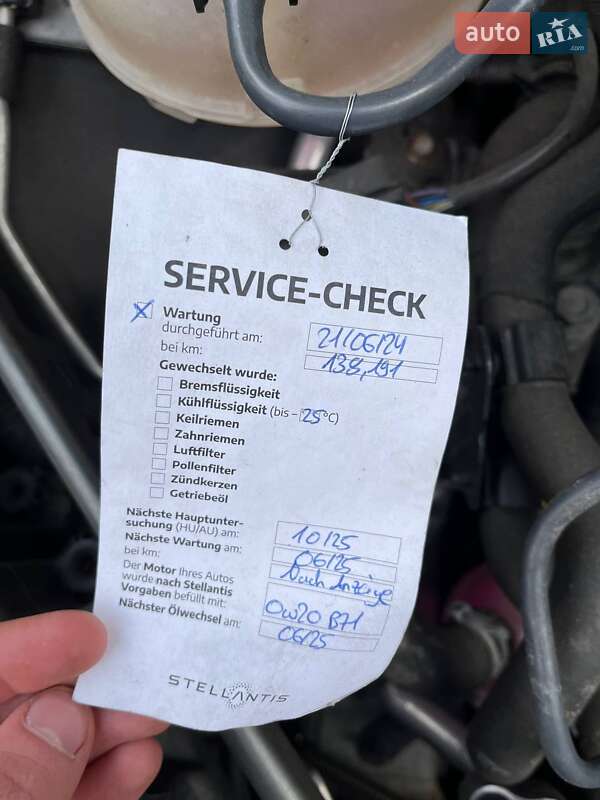 auto RIA.com
SERVICE-CHECK
X Wartung
durchgeführt am: 21/06/24
bei km: 138,191
Gewechselt wurde:
Bremsflüssigkeit
Kühlflüssigkeit (bis – 25°C)
Keilriemen
Zahnriemen
Luftfilter
Pollenfilter
Zündkerzen
Getriebeöl
Nächste Hauptunter-
suchung (HU/AU) am: 10/25
Nächste Wartung am: 06/25
bei km: Nach Anzeige
Der Motor Ihres Autos
wurde nach Stellantis
Vorgaben befüllt mit: 0W20 B71
Nächster Ölwechsel am: 06/25
STELLANTIS